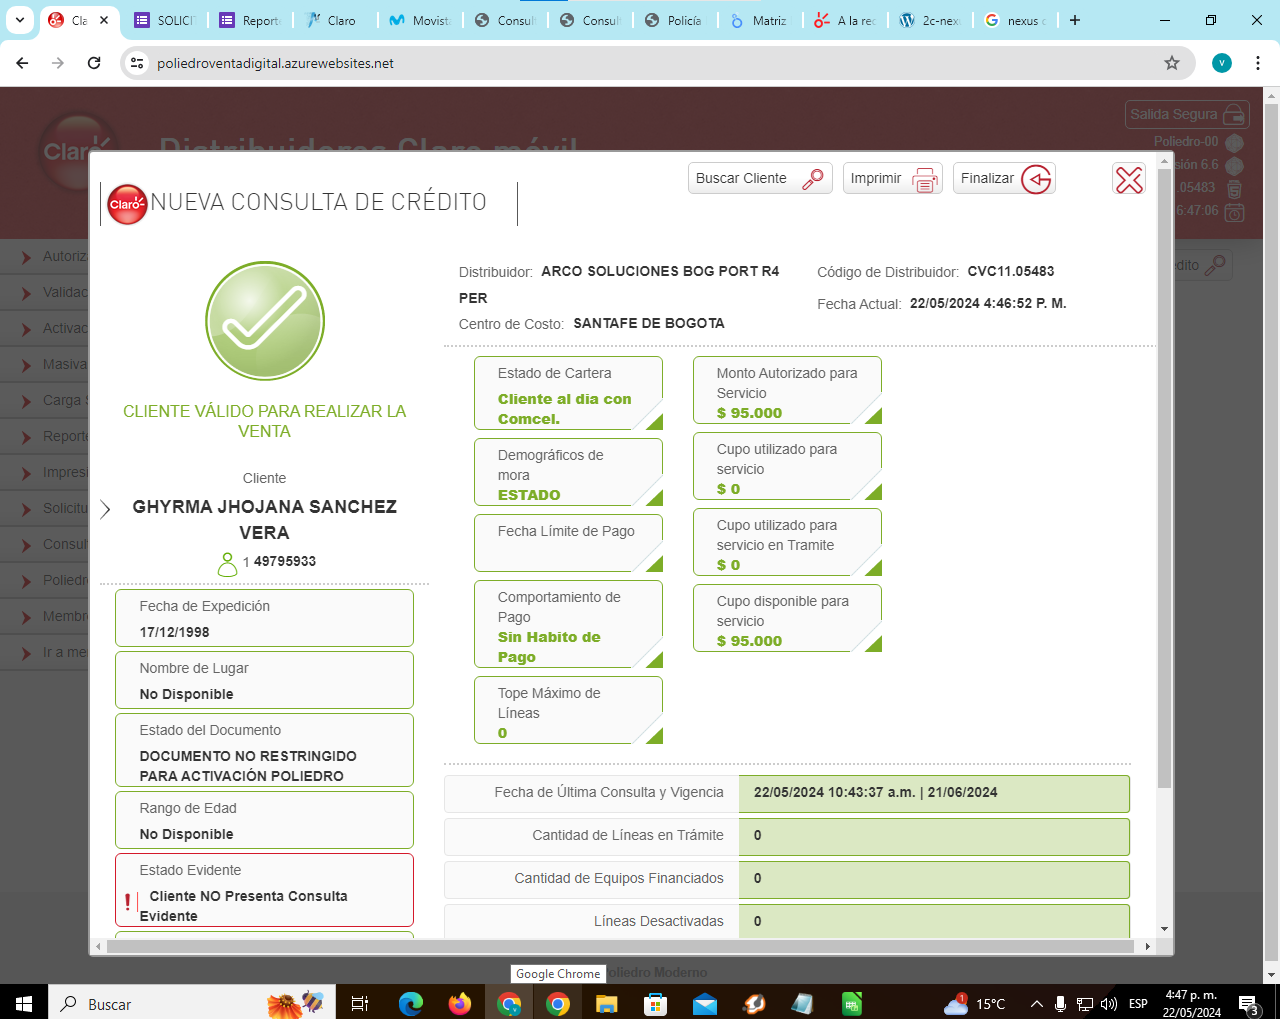 Cla
SOLICI
Reporte
Claro
Movista
Consul
Consul
Policía
Matriz
A la rec
2c-nex
nexus c
poliedroventadigital.azurewebsites.net
V
Claro
Distribuidores Claro móvil
Salida Segura
Poliedro-00
sión 6.6
.05483
6:47:06
Buscar Cliente
Imprimir
Finalizar
Claro
NUEVA CONSULTA DE CRÉDITO
Autoriz
Validac
Activac
Masiva
Carga S
Reporte
Impresi
Solicitu
Consul
Poliedr
Membr
Ir a me
dito
CLIENTE VÁLIDO PARA REALIZAR LA
VENTA
Cliente
GHYRMA JHOJANA SANCHEZ
VERA
1 49795933
Fecha de Expedición
17/12/1998
Nombre de Lugar
No Disponible
Estado del Documento
DOCUMENTO NO RESTRINGIDO
PARA ACTIVACIÓN POLIEDRO
Rango de Edad
No Disponible
Estado Evidente
! Cliente NO Presenta Consulta
Evidente
Distribuidor: ARCO SOLUCIONES BOG PORT R4
PER
Centro de Costo: SANTAFE DE BOGOTA
Código de Distribuidor: CVC11.05483
Fecha Actual: 22/05/2024 4:46:52 P. M.
Estado de Cartera
Cliente al dia con
Comcel.
Demográficos de
mora
ESTADO
Fecha Límite de Pago
Comportamiento de
Pago
Sin Habito de
Pago
Tope Máximo de
Líneas
0
Monto Autorizado para
Servicio
$ 95.000
Cupo utilizado para
servicio
$ 0
Cupo utilizado para
servicio en Tramite
$ 0
Cupo disponible para
servicio
$ 95.000
Fecha de Última Consulta y Vigencia 22/05/2024 10:43:37 a.m. | 21/06/2024
Cantidad de Líneas en Trámite 0
Cantidad de Equipos Financiados 0
Líneas Desactivadas 0
Google Chrome
oliedro Moderno
Buscar
1
15°C
ESP
4:47 p. m.
22/05/2024
3